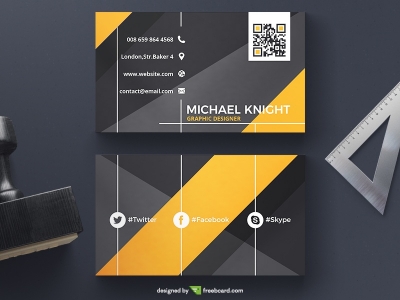 008 659 864 4568
London,Str.Baker 4
www.website.com
contact@email.com
MICHAEL KNIGHT
GRAPHIC DESIGNER
#Twitter
#Facebook
#Skype
designed by freeboard.com